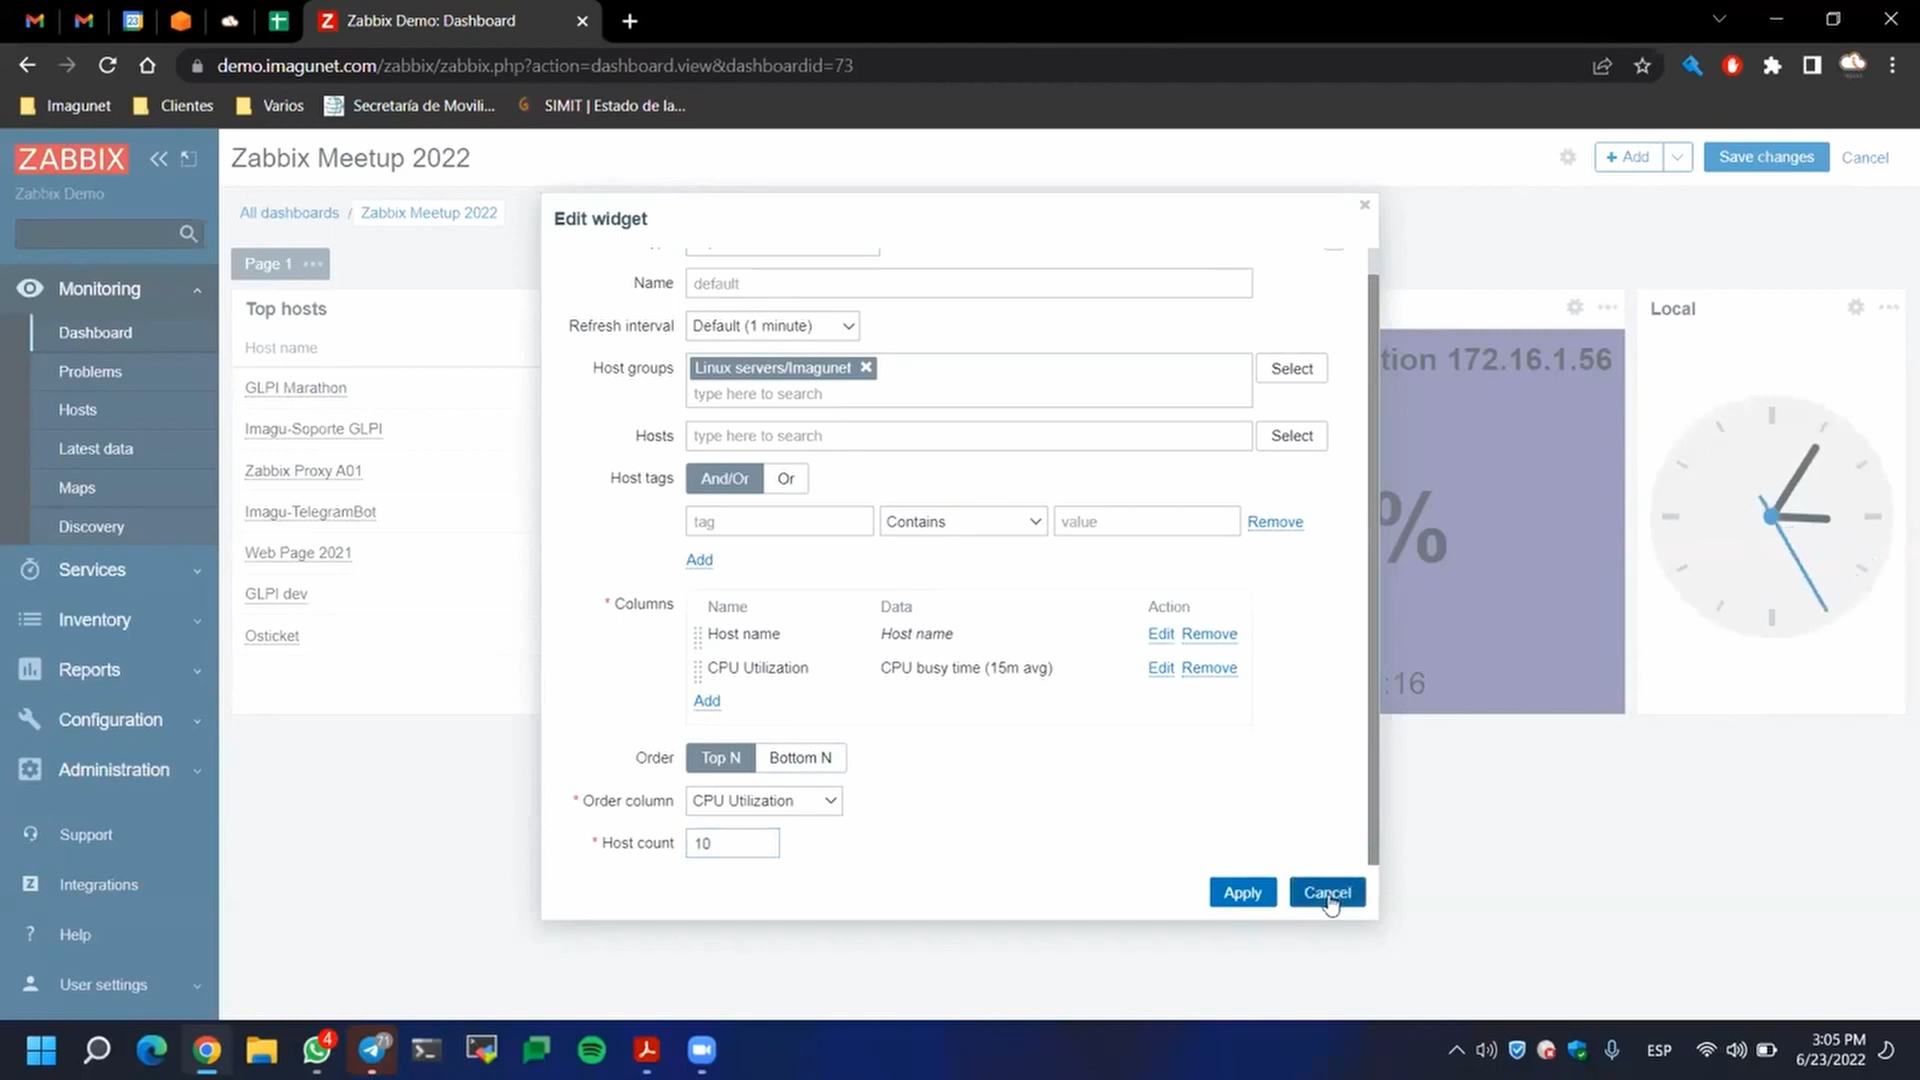 Zabbix Demo: Dashboard
demo.imagunet.com/zabbix/zabbix.php?action=dashboard.view&dashboardid=73
Imagunet
Clientes
Varios
Secretaría de Movili...
SIMIT | Estado de la...
ZABBIX
Zabbix Demo
Zabbix Meetup 2022
+ Add
Save changes
Cancel
All dashboards / Zabbix Meetup 2022
Page 1
Monitoring
Dashboard
Problems
Hosts
Latest data
Maps
Discovery
Services
Inventory
Reports
Configuration
Administration
Support
Integrations
Help
User settings
Top hosts
Host name
GLPI Marathon
Imagu-Soporte GLPI
Zabbix Proxy A01
Imagu-TelegramBot
Web Page 2021
GLPI dev
Osticket
Edit widget
Name default
Refresh interval Default (1 minute)
Host groups Linux servers/Imagunet Select
type here to search
Hosts type here to search Select
Host tags And/Or Or
tag Contains value Remove
Add
* Columns Name Data Action
Host name Host name Edit Remove
CPU Utilization CPU busy time (15m avg) Edit Remove
Add
Order Top N Bottom N
* Order column CPU Utilization
* Host count 10
Apply Cancel
tion 172.16.1.56
%
:16
Local
4
71
ESP
3:05 PM
6/23/2022